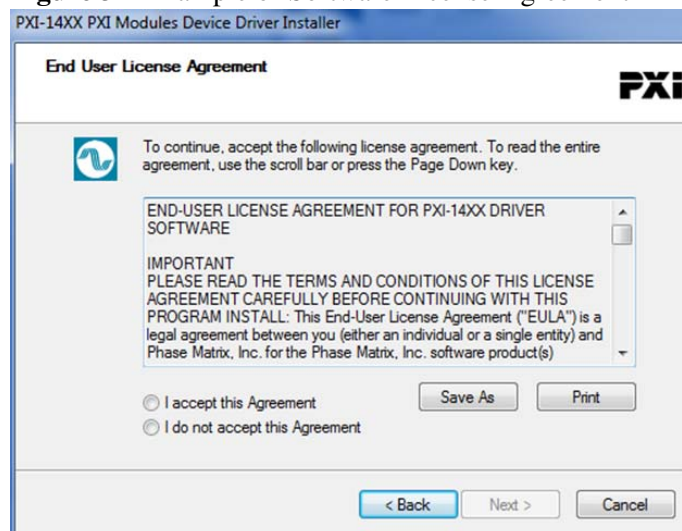 PXI-14XX PXI Modules Device Driver Installer
End User License Agreement
PXI
To continue, accept the following license agreement. To read the entire
agreement, use the scroll bar or press the Page Down key.
END-USER LICENSE AGREEMENT FOR PXI-14XX DRIVER
SOFTWARE
IMPORTANT
PLEASE READ THE TERMS AND CONDITIONS OF THIS LICENSE
AGREEMENT CAREFULLY BEFORE CONTINUING WITH THIS
PROGRAM INSTALL: This End-User License Agreement ("EULA") is a
legal agreement between you (either an individual or a single entity) and
Phase Matrix, Inc. for the Phase Matrix, Inc. software product(s)
Save As
Print
I accept this Agreement
I do not accept this Agreement
< Back
Next >
Cancel